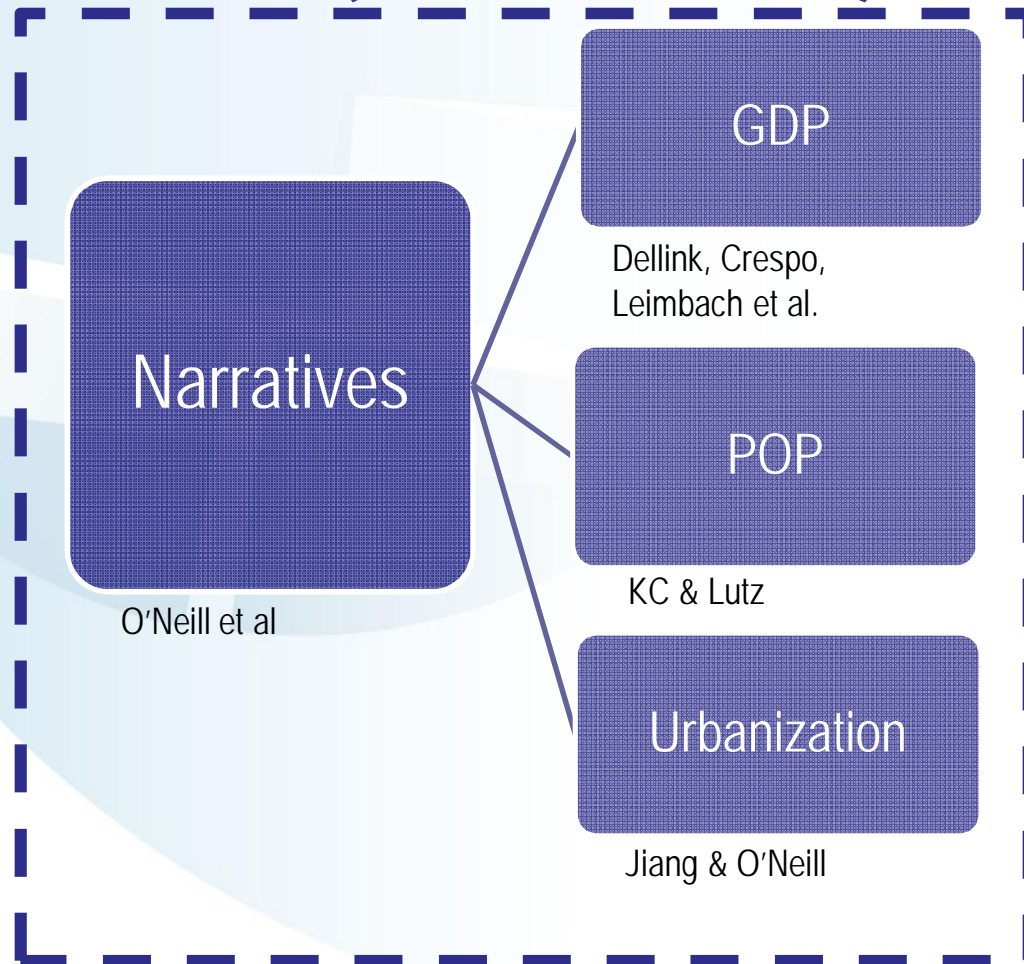 Narratives
O’Neill et al
GDP
Dellink, Crespo,
Leimbach et al.
POP
KC & Lutz
Urbanization
Jiang & O’Neill